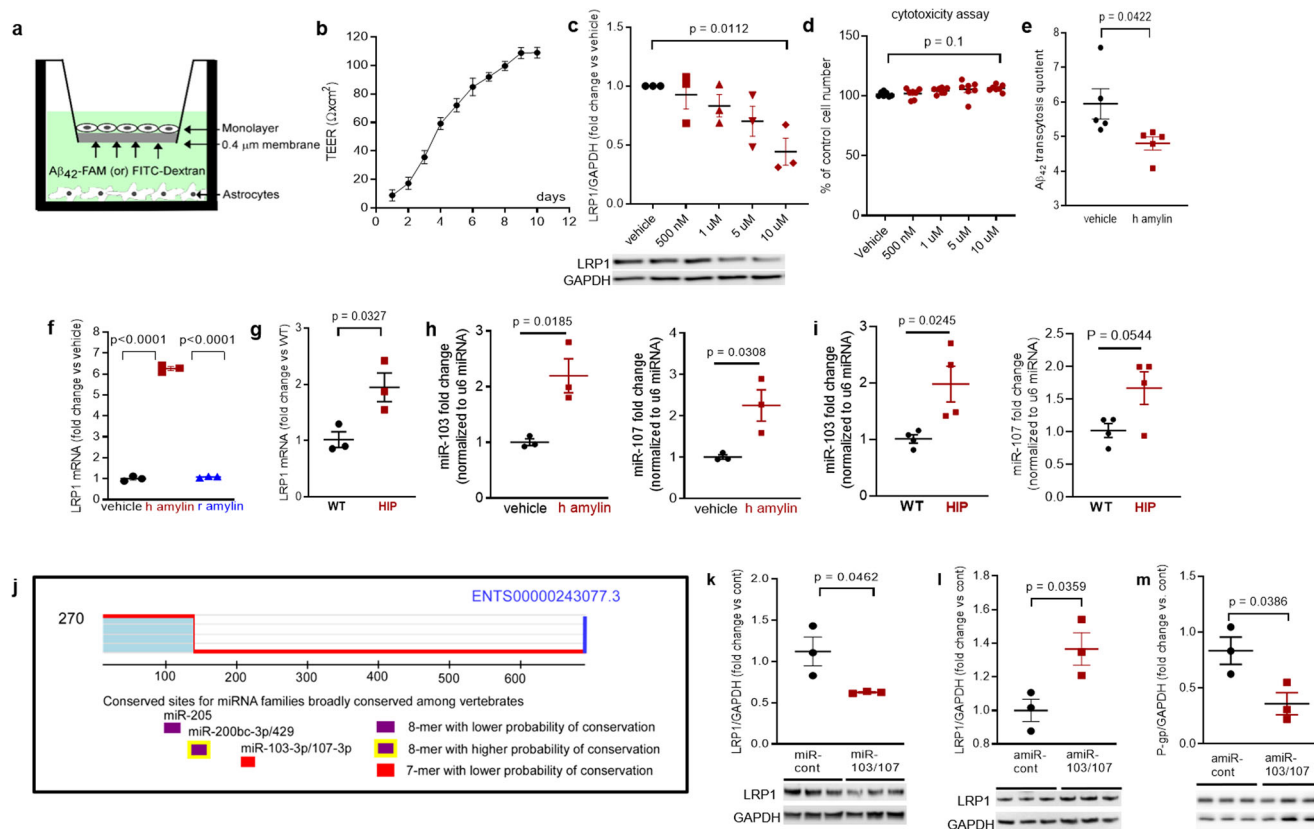 a
Monolayer
0.4 μm membrane
Aβ42-FAM (or) FITC-Dextran
Astrocytes
b
TEER (Ωxcm²)
120
100
80
60
40
20
0
0 2 4 6 8 10 12
days
c
LRP1/GAPDH (fold change vs vehicle)
p = 0.0112
1.5
1.0
0.5
0.0
vehicle
500 nM
1 uM
5 uM
10 uM
LRP1
GAPDH
d
cytotoxicity assay
% of control cell number
p = 0.1
150
100
50
0
Vehicle
500 nM
1 uM
5 uM
10 uM
e
p = 0.0422
Aβ42 transcytosis quotient
9
8
7
6
5
4
3
vehicle h amylin
f
LRP1 mRNA (fold change vs vehicle)
p<0.0001 p<0.0001
8
7
6
5
4
3
2
1
0
vehicle h amylin r amylin
g
LRP1 mRNA (fold change vs WT)
p = 0.0327
3
2
1
0
WT HIP
h
miR-103 fold change
(normalized to u6 miRNA)
p = 0.0185
3
2
1
0
vehicle h amylin
miR-107 fold change
(normalized to u6 miRNA)
p = 0.0308
4
3
2
1
0
vehicle h amylin
i
miR-103 fold change
(normalized to u6 miRNA)
p = 0.0245
3
2
1
0
WT HIP
miR-107 fold change
(normalized to u6 miRNA)
P = 0.0544
2.5
2.0
1.5
1.0
0.5
0.0
WT HIP
j
ENTS00000243077.3
270
100 200 300 400 500 600
Conserved sites for miRNA families broadly conserved among vertebrates
miR-205
miR-200bc-3p/429
miR-103-3p/107-3p
8-mer with lower probability of conservation
8-mer with higher probability of conservation
7-mer with lower probability of conservation
k
LRP1/GAPDH (fold change vs cont)
p = 0.0462
2.0
1.5
1.0
0.5
0.0
miR-
cont
miR-
103/107
LRP1
GAPDH
l
LRP1/GAPDH (fold change vs cont)
p = 0.0359
1.8
1.6
1.4
1.2
1.0
0.8
amiR-
cont
amiR-
103/107
LRP1
GAPDH
m
P-gp/GAPDH (fold change vs. cont)
p = 0.0386
1.5
1.0
0.5
0.0
amiR-
cont
amiR-
103/107